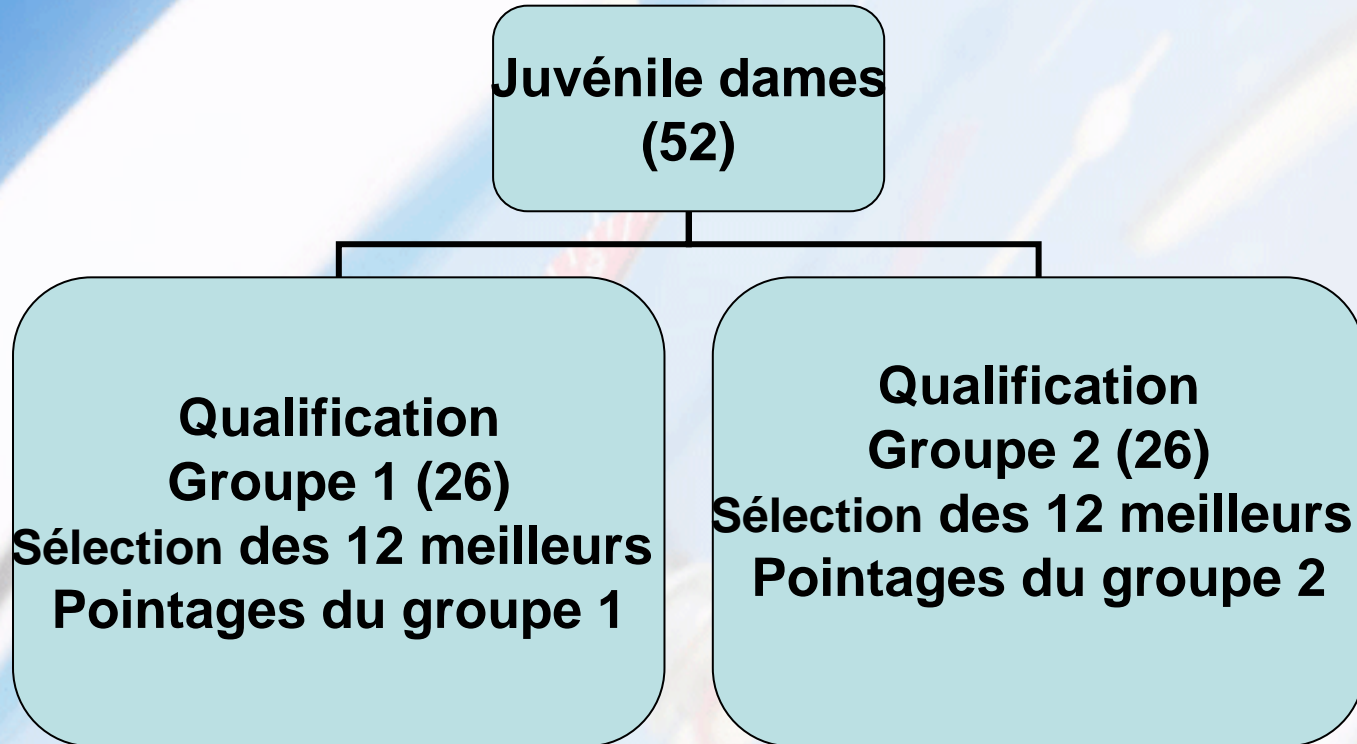 Juvénile dames
(52)
Qualification
Groupe 1 (26)
Sélection des 12 meilleurs
Pointages du groupe 1
Qualification
Groupe 2 (26)
Sélection des 12 meilleurs
Pointages du groupe 2